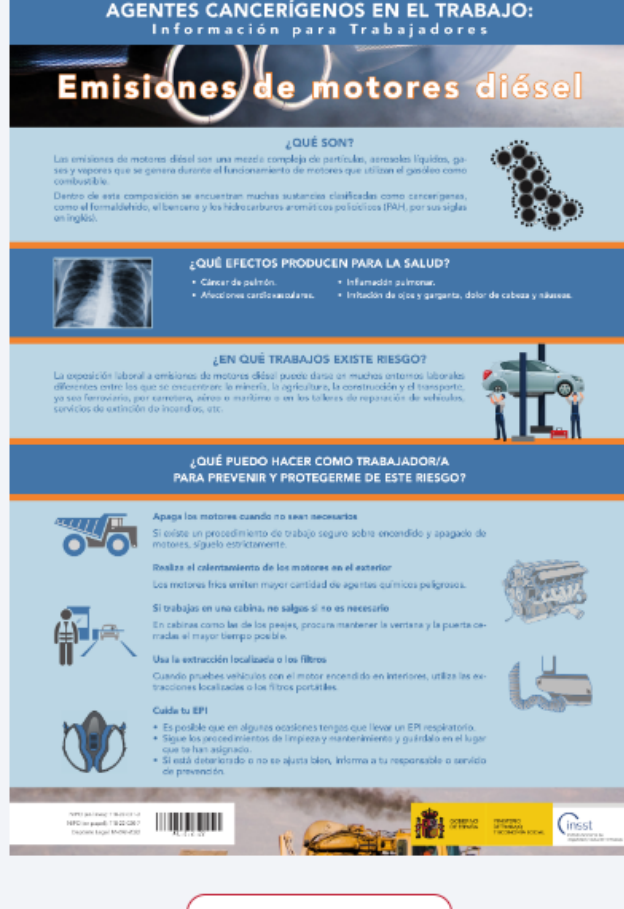 AGENTES CANCERÍGENOS EN EL TRABAJO:
Información para Trabajadores
Emisiones de motores diésel
¿QUÉ SON?
Las emisiones de motores diésel son una mezcla compleja de partículas, aerosoles líquidos, ga-
ses y vapores que se genera durante el funcionamiento de motores que utilizan el gasóleo como
combustible.
Dentro de esta composición se encuentran muchas sustancias clasificadas como cancerígenas,
como el formaldehído, el benceno y los hidrocarburos aromáticos policíclicos (PAH, por sus siglas
en inglés).
¿QUÉ EFECTOS PRODUCEN PARA LA SALUD?
• Cáncer de pulmón.
• Inflamación pulmonar.
• Afecciones cardiovasculares.
• Irritación de ojos y garganta, dolor de cabeza y náuseas.
¿EN QUÉ TRABAJOS EXISTE RIESGO?
La exposición laboral a emisiones de motores diésel puede darse en muchos entornos laborales
diferentes entre los que se encuentran: la minería, la agricultura, la construcción y el transporte,
ya sea ferroviario, por carretera, aéreo o marítimo o en los talleres de reparación de vehículos,
servicios de extinción de incendios, etc.
¿QUÉ PUEDO HACER COMO TRABAJADOR/A
PARA PREVENIR Y PROTEGERME DE ESTE RIESGO?
Apaga los motores cuando no sean necesarios
Si existe un procedimiento de trabajo seguro sobre encendido y apagado de
motores, síguelo estrictamente.
Realiza el calentamiento de los motores en el exterior
Los motores fríos emiten mayor cantidad de agentes químicos peligrosos.
Si trabajas en una cabina, no salgas si no es necesario
En cabinas como las de los peajes, procura mantener la ventana y la puerta ce-
rradas el mayor tiempo posible.
Usa la extracción localizada o los filtros
Cuando pruebes vehículos con el motor encendido en interiores, utiliza las ex-
tracciones localizadas o los filtros portátiles.
Cuida tu EPI
• Es posible que en algunas ocasiones tengas que llevar un EPI respiratorio.
• Sigue los procedimientos de limpieza y mantenimiento y guárdalo en el lugar
que te han asignado.
• Si está deteriorado o no se ajusta bien, informa a tu responsable o servicio
de prevención.
GOBIERNO
DE ESPAÑA
MINISTERIO
DE TRABAJO
Y ECONOMÍA SOCIAL
insst